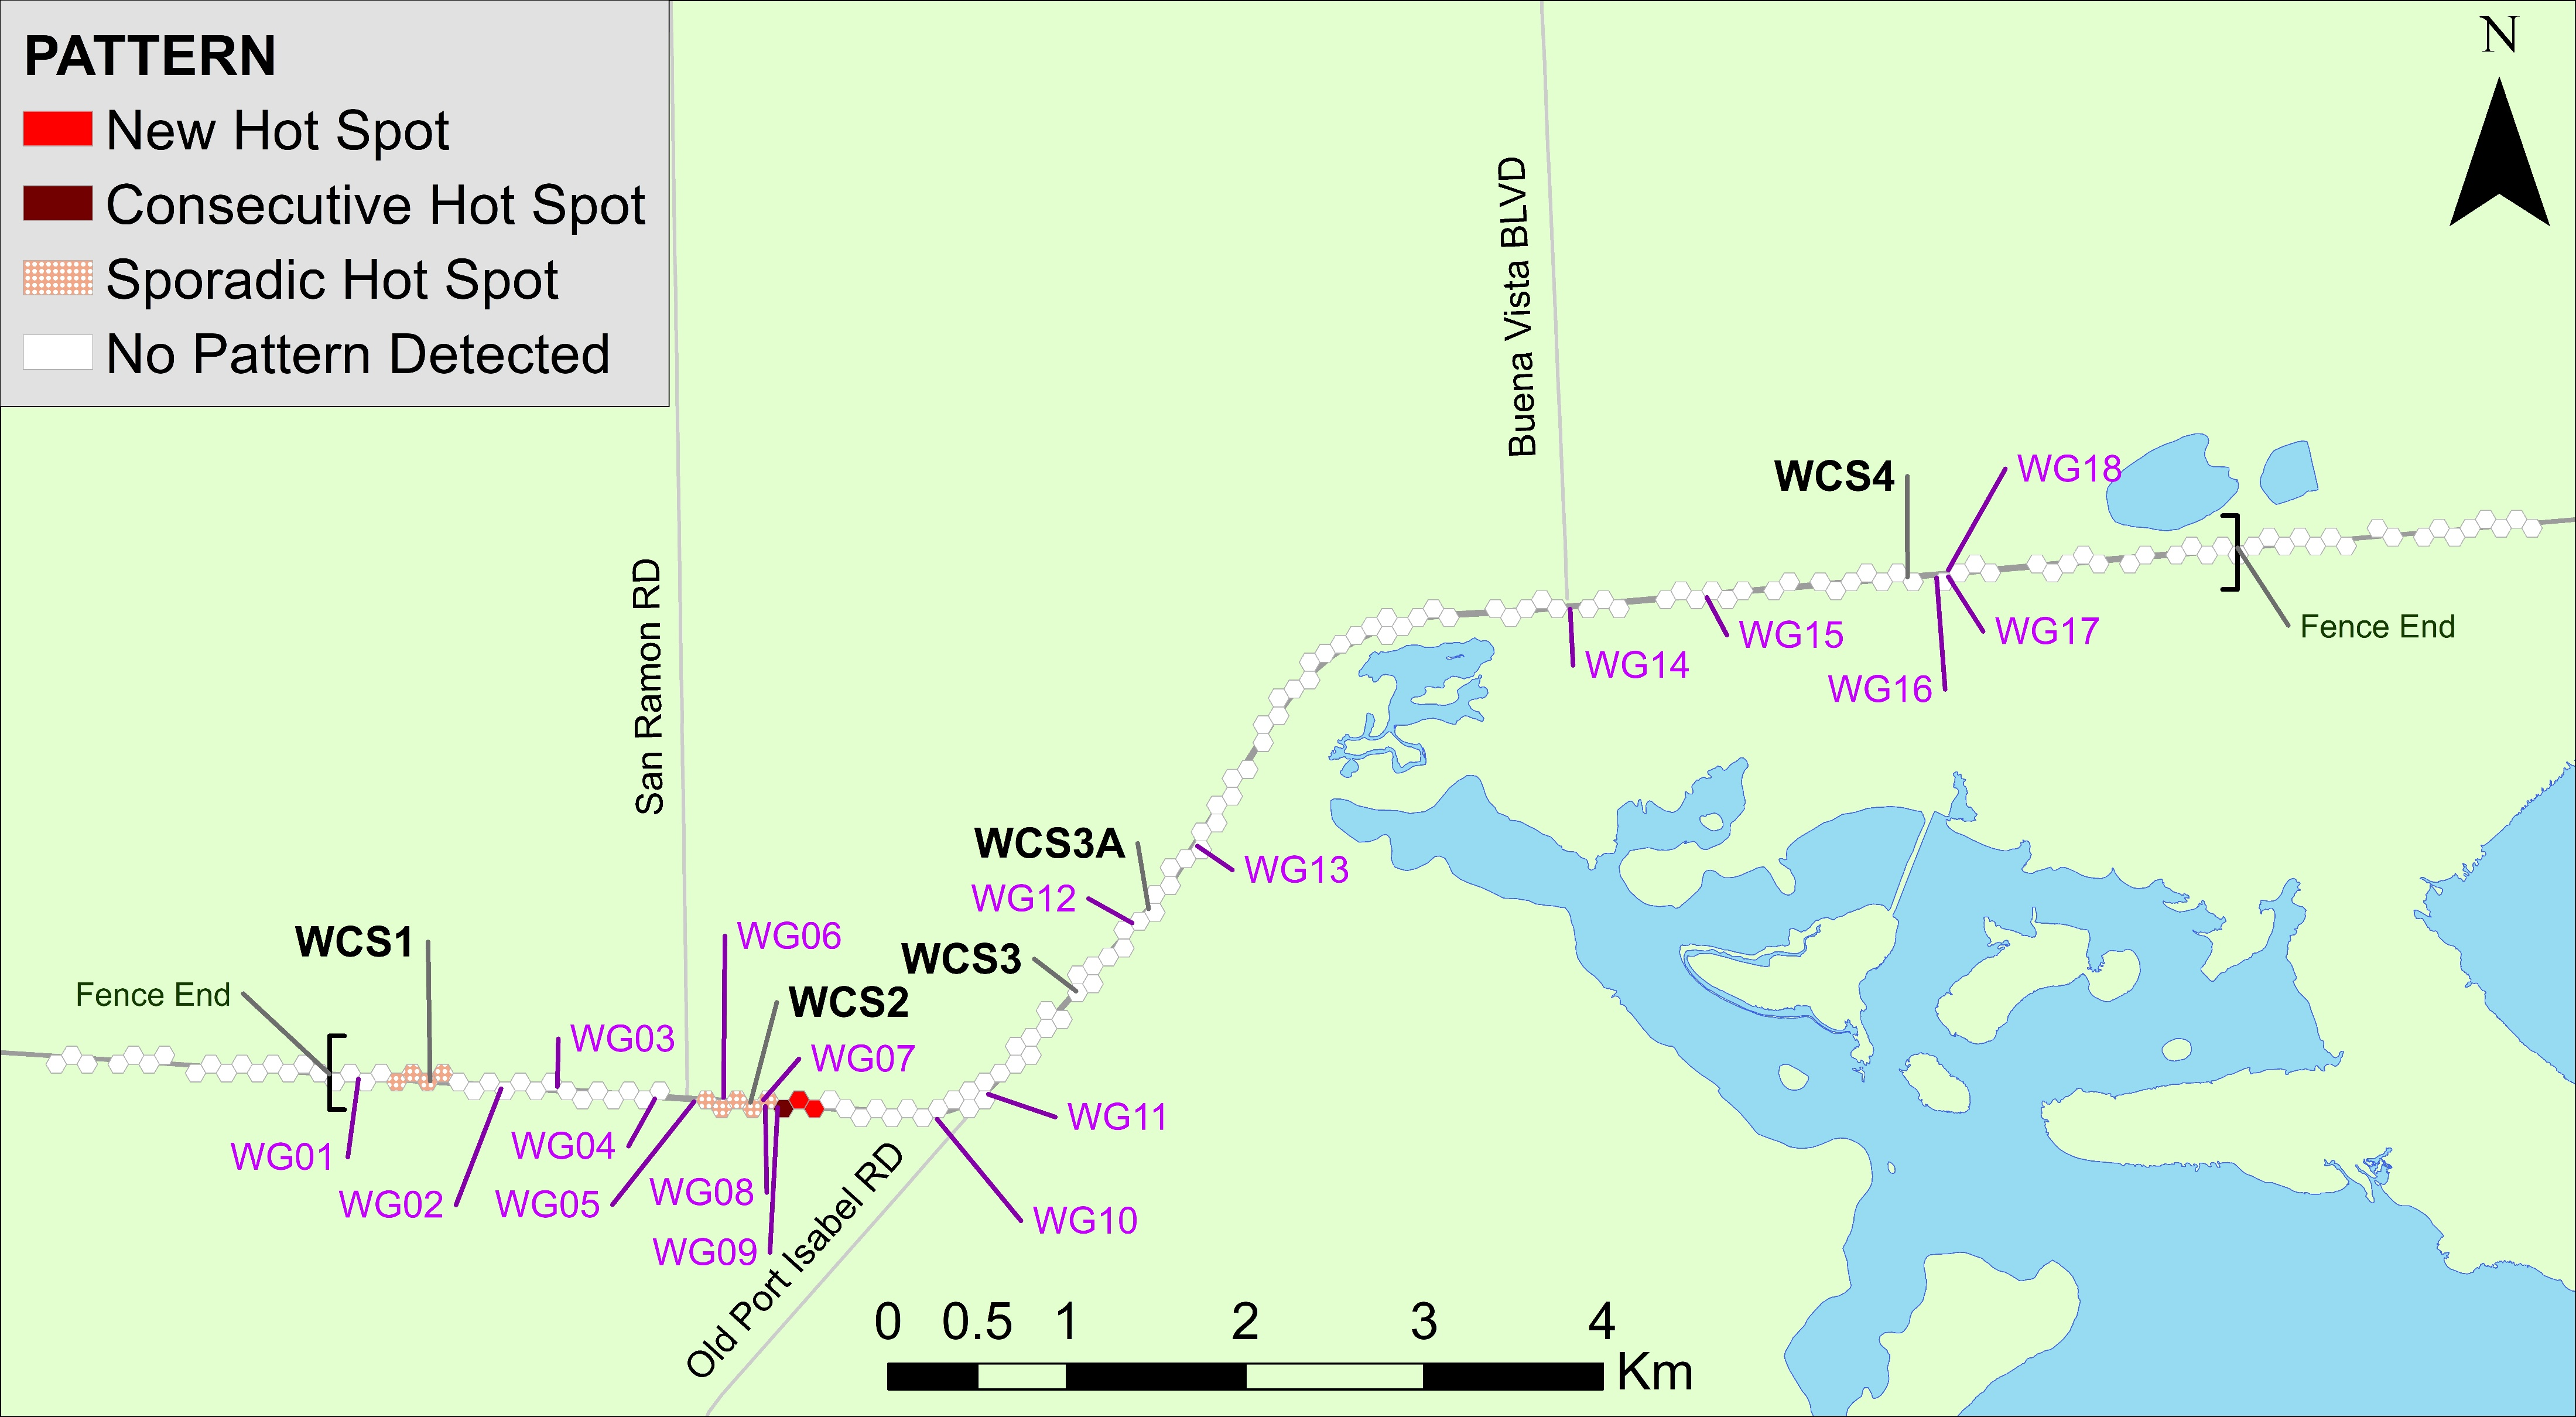 PATTERN
New Hot Spot
Consecutive Hot Spot
Sporadic Hot Spot
No Pattern Detected
N
Buena Vista BLVD
San Ramon RD
WCS4
WG18
WG14
WG15
WG17
WG16
Fence End
WCS3A
WG13
WG12
WCS3
WG06
WCS1
WCS2
Fence End
WG03
WG07
WG11
WG01
WG04
WG02
WG05
WG08
WG10
WG09
Old Port Isabel RD
0 0.5 1 2 3 4
Km